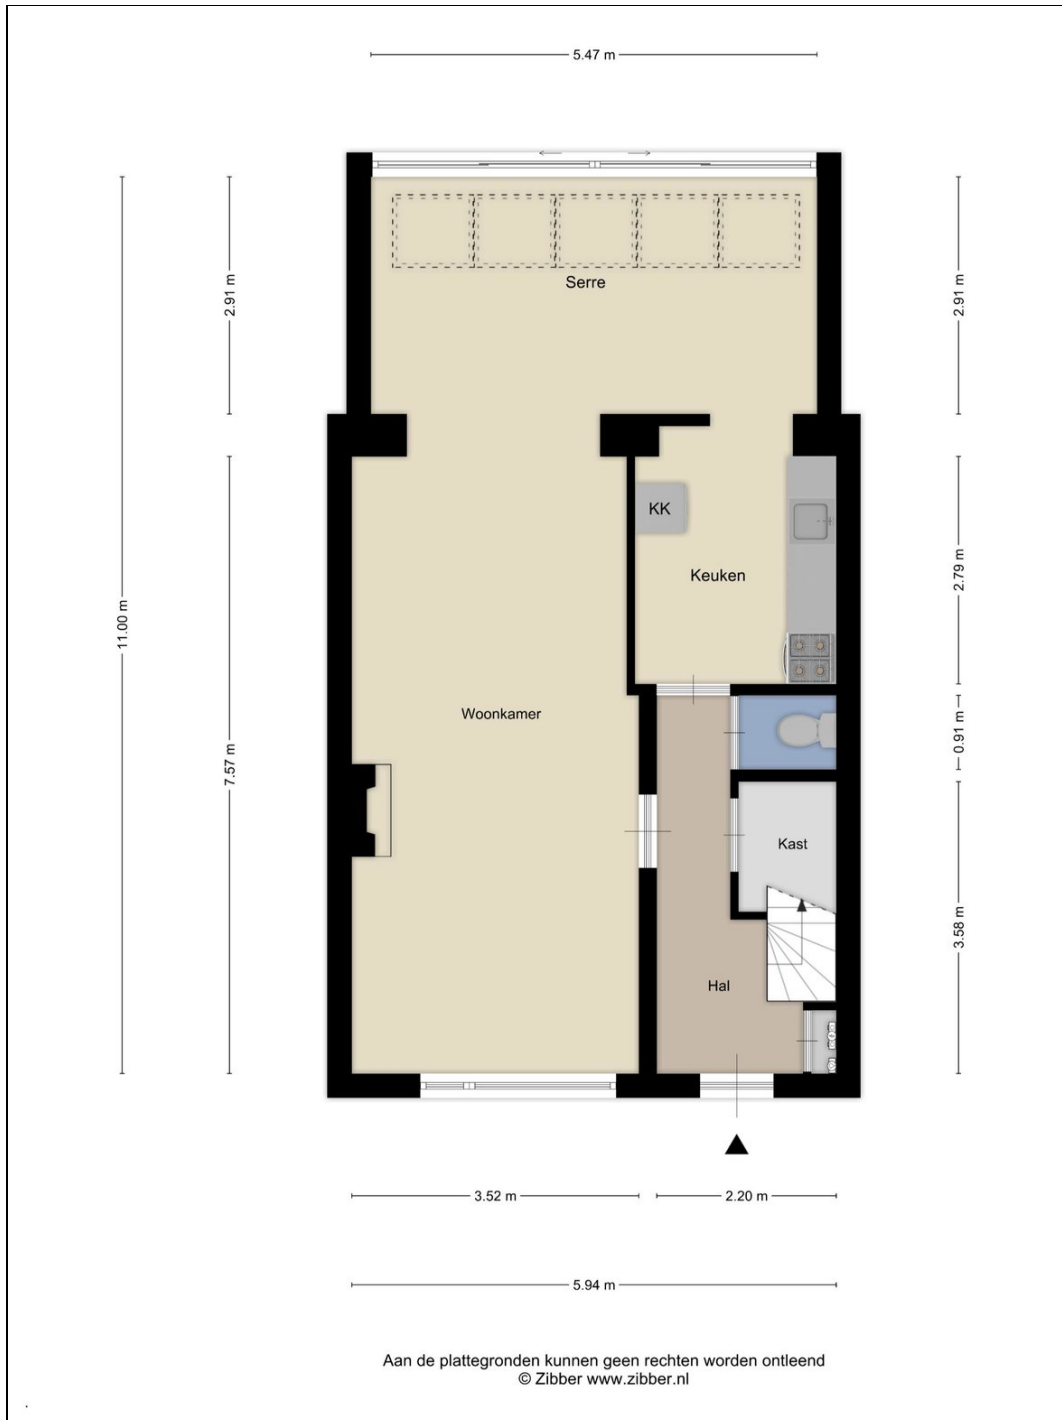 5.47 m
Serre
2.91 m
2.91 m
11.00 m
KK
Keuken
2.79 m
Woonkamer
0.91 m
7.57 m
Kast
3.58 m
Hal
3.52 m
2.20 m
5.94 m
Aan de plattegronden kunnen geen rechten worden ontleend
© Zibber www.zibber.nl